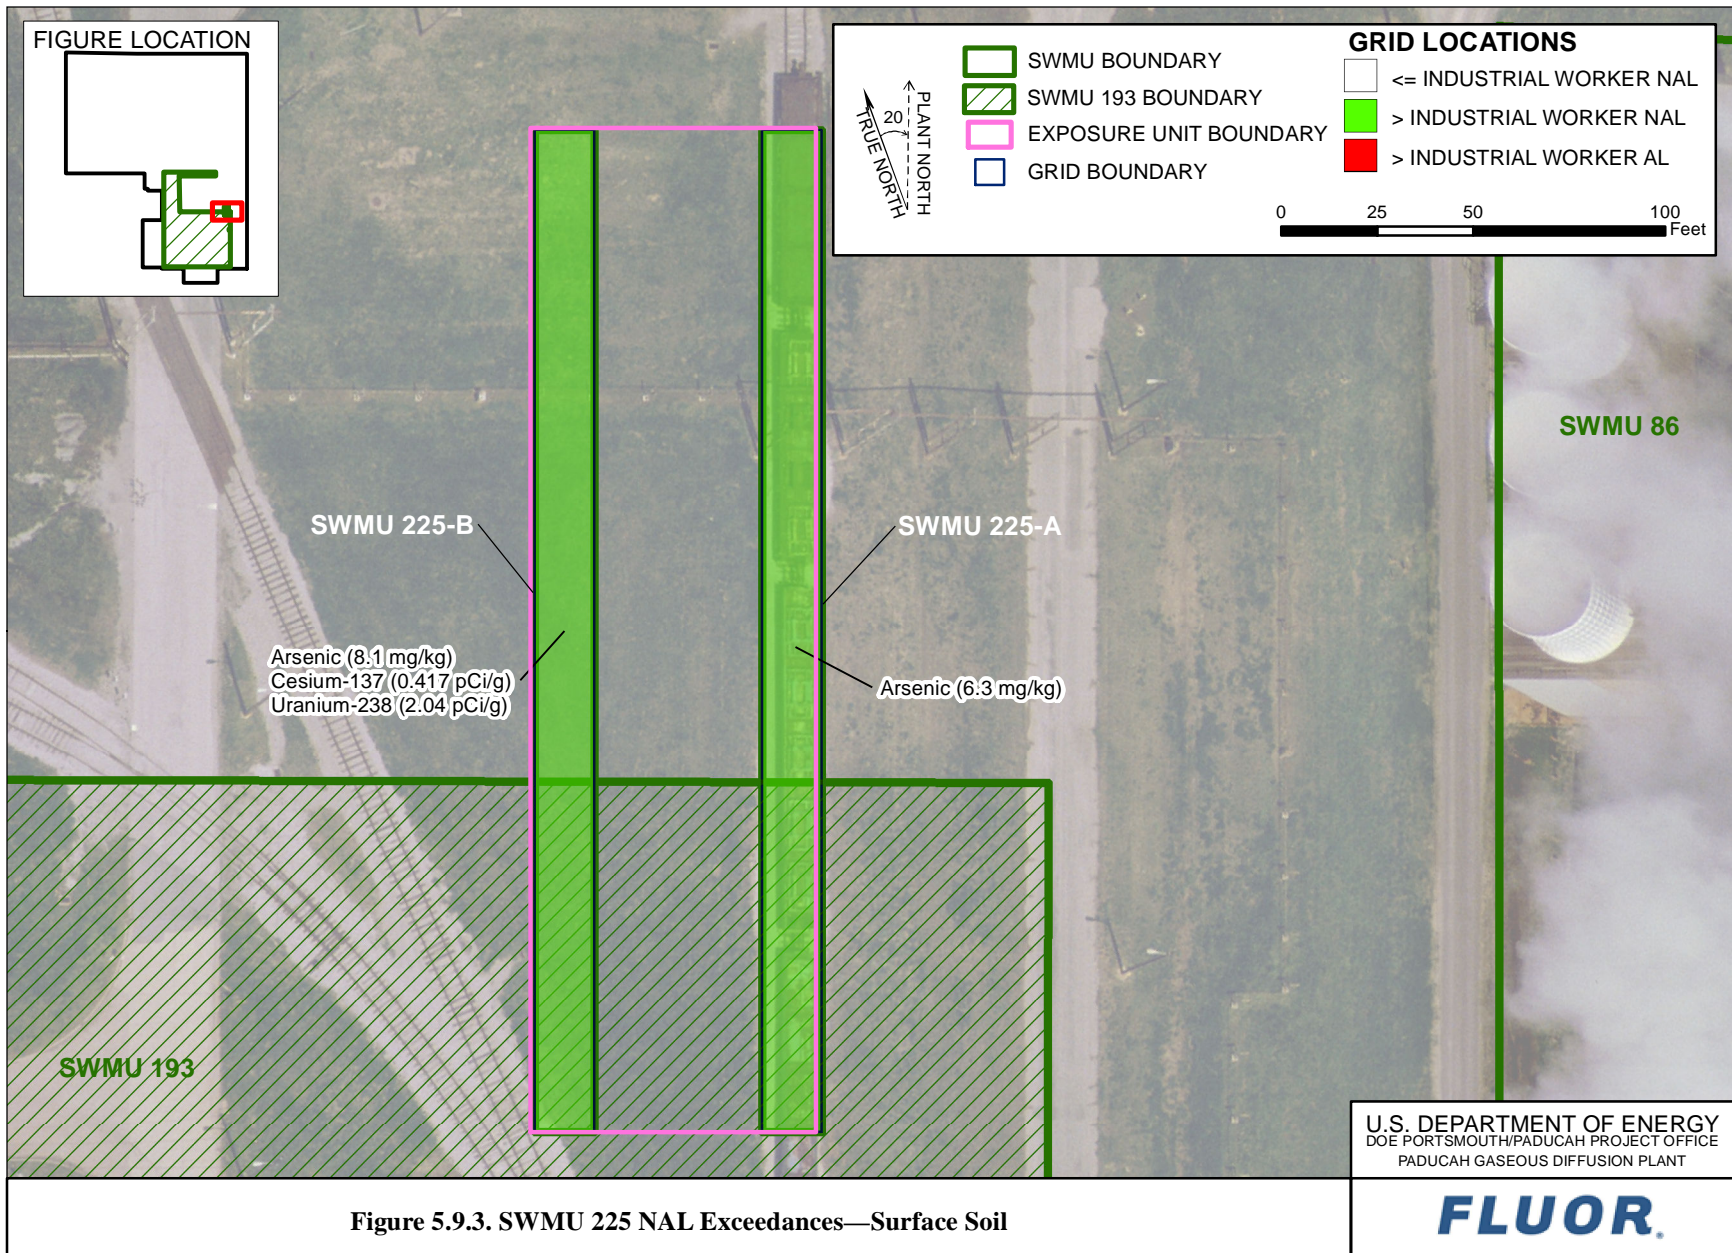 FIGURE LOCATION
TRUE NORTH
20
PLANT NORTH
SWMU BOUNDARY
SWMU 193 BOUNDARY
EXPOSURE UNIT BOUNDARY
GRID BOUNDARY
GRID LOCATIONS
<= INDUSTRIAL WORKER NAL
> INDUSTRIAL WORKER NAL
> INDUSTRIAL WORKER AL
0 25 50 100
Feet
SWMU 86
SWMU 225-B
SWMU 225-A
Arsenic (8.1 mg/kg)
Cesium-137 (0.417 pCi/g)
Uranium-238 (2.04 pCi/g)
Arsenic (6.3 mg/kg)
SWMU 193
U.S. DEPARTMENT OF ENERGY
DOE PORTSMOUTH/PADUCAH PROJECT OFFICE
PADUCAH GASEOUS DIFFUSION PLANT
Figure 5.9.3. SWMU 225 NAL Exceedances—Surface Soil
FLUOR®